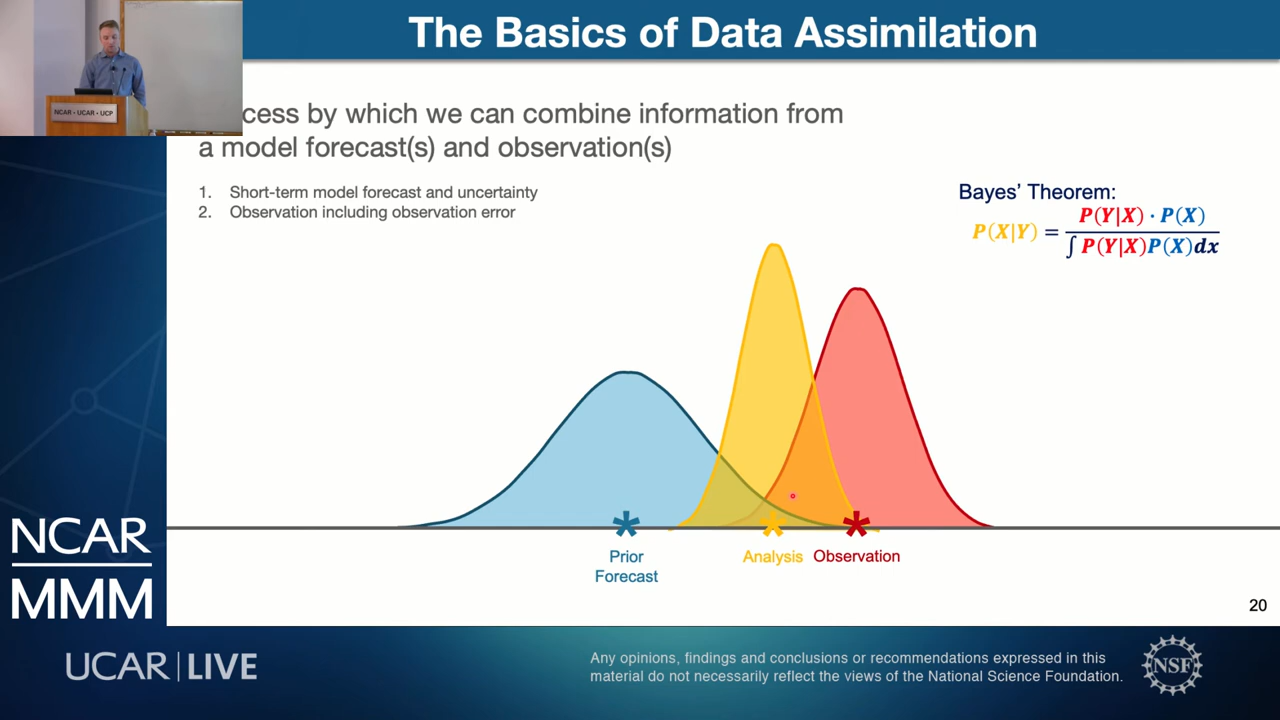 The Basics of Data Assimilation
NCAR • UCAR • UCP
cess by which we can combine information from
a model forecast(s) and observation(s)
1. Short-term model forecast and uncertainty
2. Observation including observation error
Bayes’ Theorem:
P(X|Y) = P(Y|X) · P(X) / ∫ P(Y|X)P(X)dx
* * *
Prior Analysis Observation
Forecast
NCAR
MMM
20
UCAR | LIVE
Any opinions, findings and conclusions or recommendations expressed in this
material do not necessarily reflect the views of the National Science Foundation.
NSF